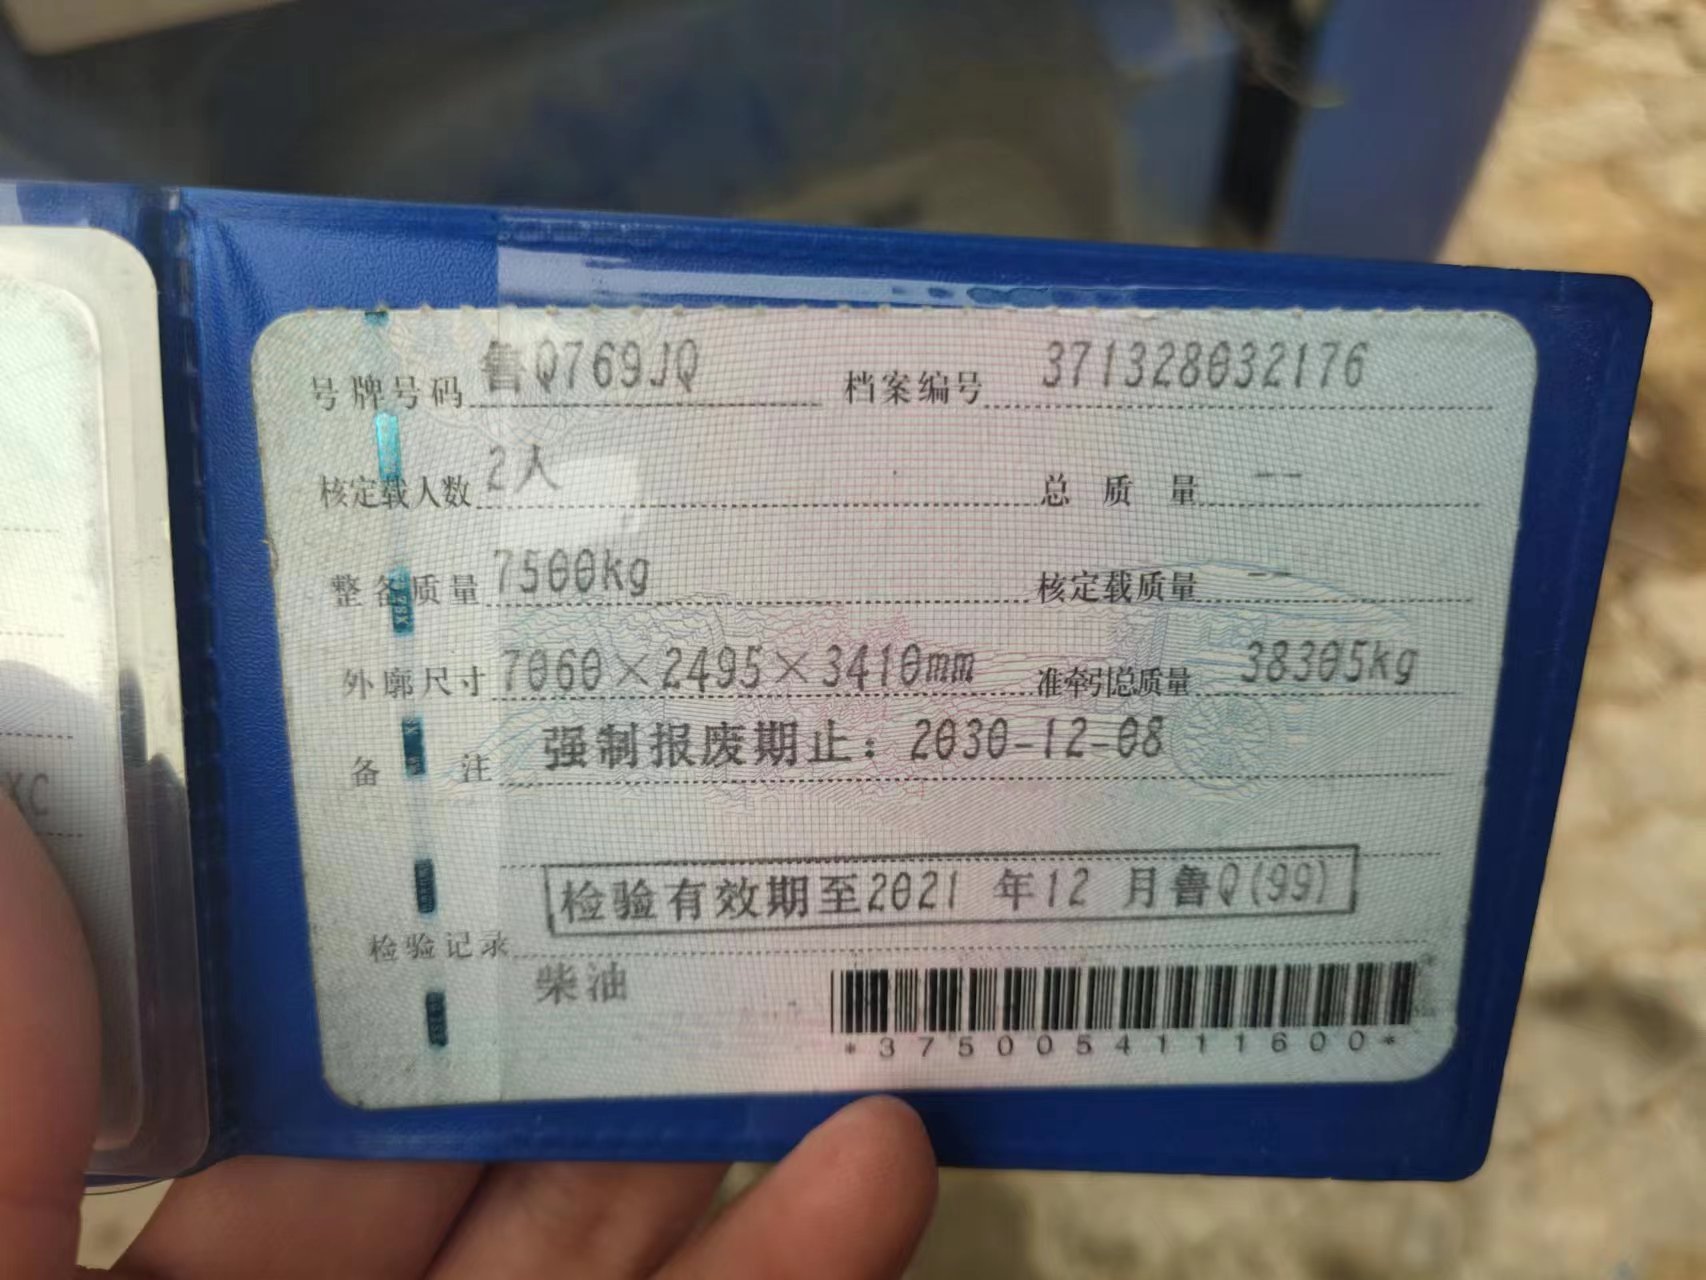 号牌号码 鲁Q769JQ 档案编号 371328032176
核定载人数 2人 总质量 --
整备质量 7500kg 核定载质量 --
外廓尺寸 7060×2495×3410mm 准牵引总质量 38305kg
备注 强制报废期止：2030-12-08
检验有效期至2021 年12 月鲁Q(99)
检验记录
柴油
*3750054111600*
XC